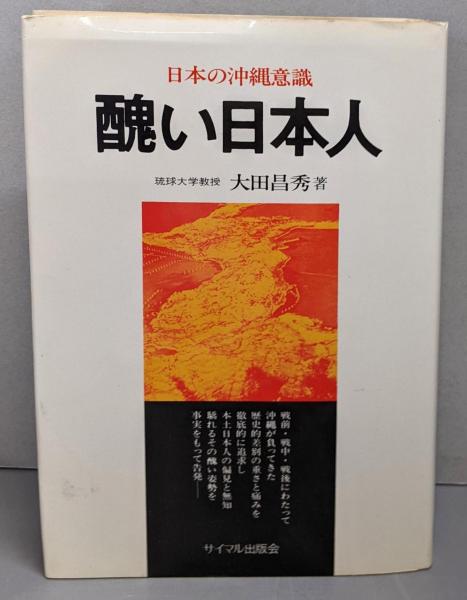 日本の沖縄意識
醜い日本人
琉球大学教授 大田昌秀 著
戦前・戦中・戦後にわたって
沖縄が負ってきた
歴史的差別の重さと痛みを
徹底的に追求し
本土日本人の偏見と無知
驕れるその醜い姿勢を
事実をもって告発――
サイマル出版会